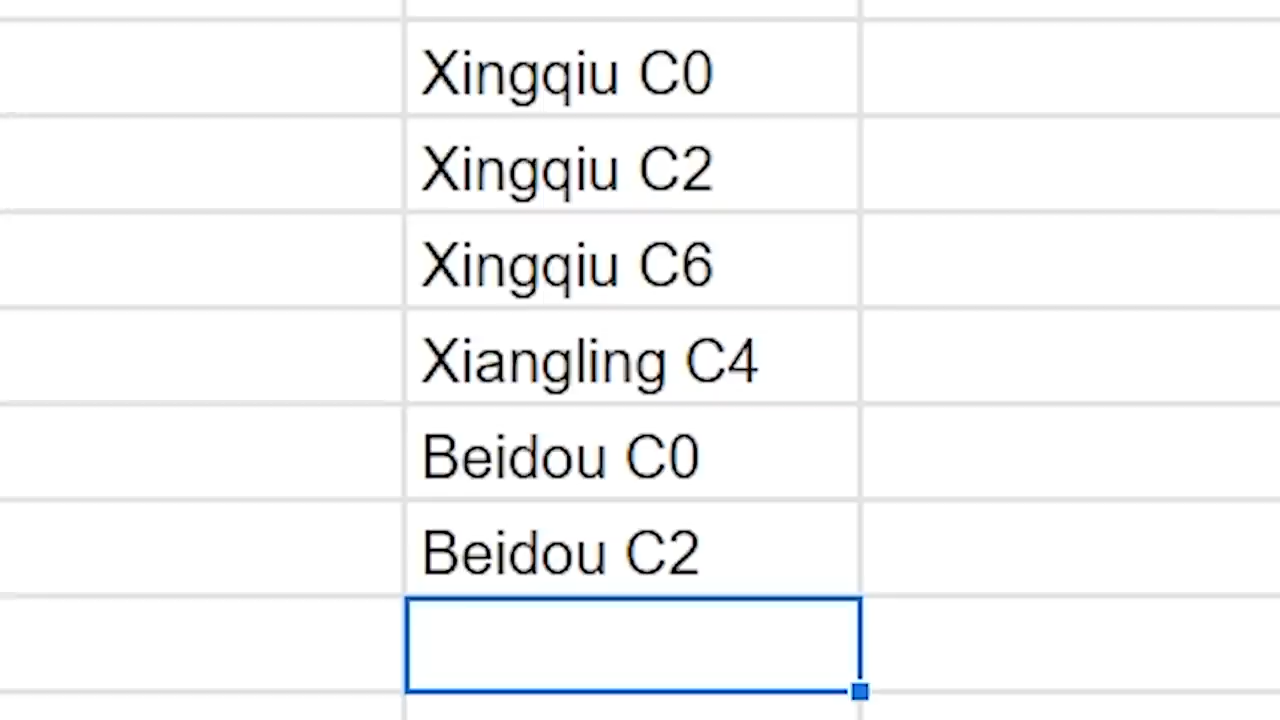 Xingqiu C0
Xingqiu C2
Xingqiu C6
Xiangling C4
Beidou C0
Beidou C2